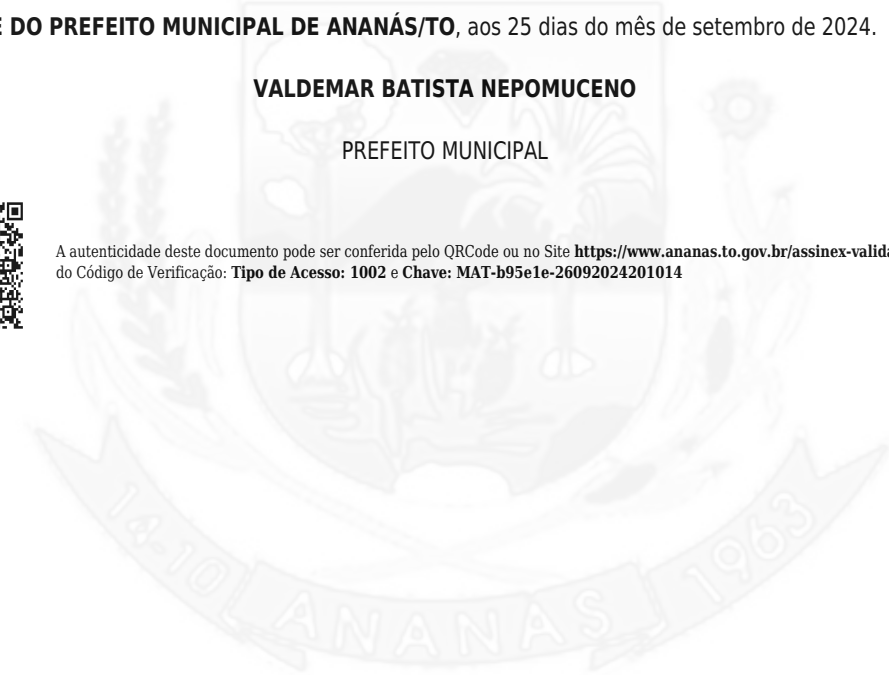 E DO PREFEITO MUNICIPAL DE ANANÁS/TO, aos 25 dias do mês de setembro de 2024.
VALDEMAR BATISTA NEPOMUCENO
PREFEITO MUNICIPAL
A autenticidade deste documento pode ser conferida pelo QRCode ou no Site https://www.ananas.to.gov.br/assinex-valida
do Código de Verificação: Tipo de Acesso: 1002 e Chave: MAT-b95e1e-26092024201014
14-10 ANANAS 1963